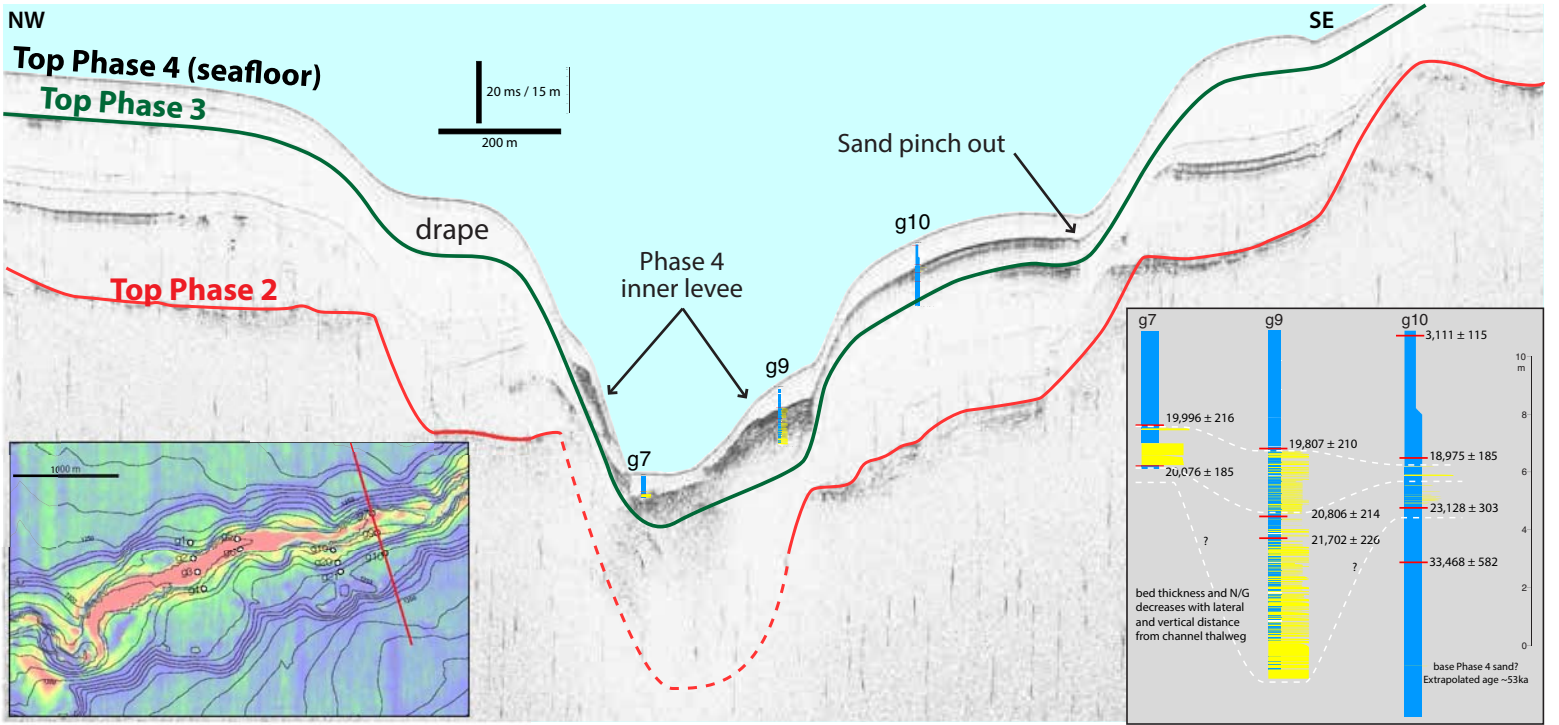 NW
SE
Top Phase 4 (seafloor)
Top Phase 3
20 ms / 15 m
200 m
Sand pinch out
drape
g10
Phase 4
inner levee
Top Phase 2
g9
g7
1000 m
g7
g9
g10
3,111 ± 115
10
m
8
19,996 ± 216
19,807 ± 210
18,975 ± 185
6
20,076 ± 185
20,806 ± 214
23,128 ± 303
4
21,702 ± 226
?
?
33,468 ± 582
2
bed thickness and N/G
decreases with lateral
and vertical distance
from channel thalweg
0
base Phase 4 sand?
Extrapolated age ~53ka